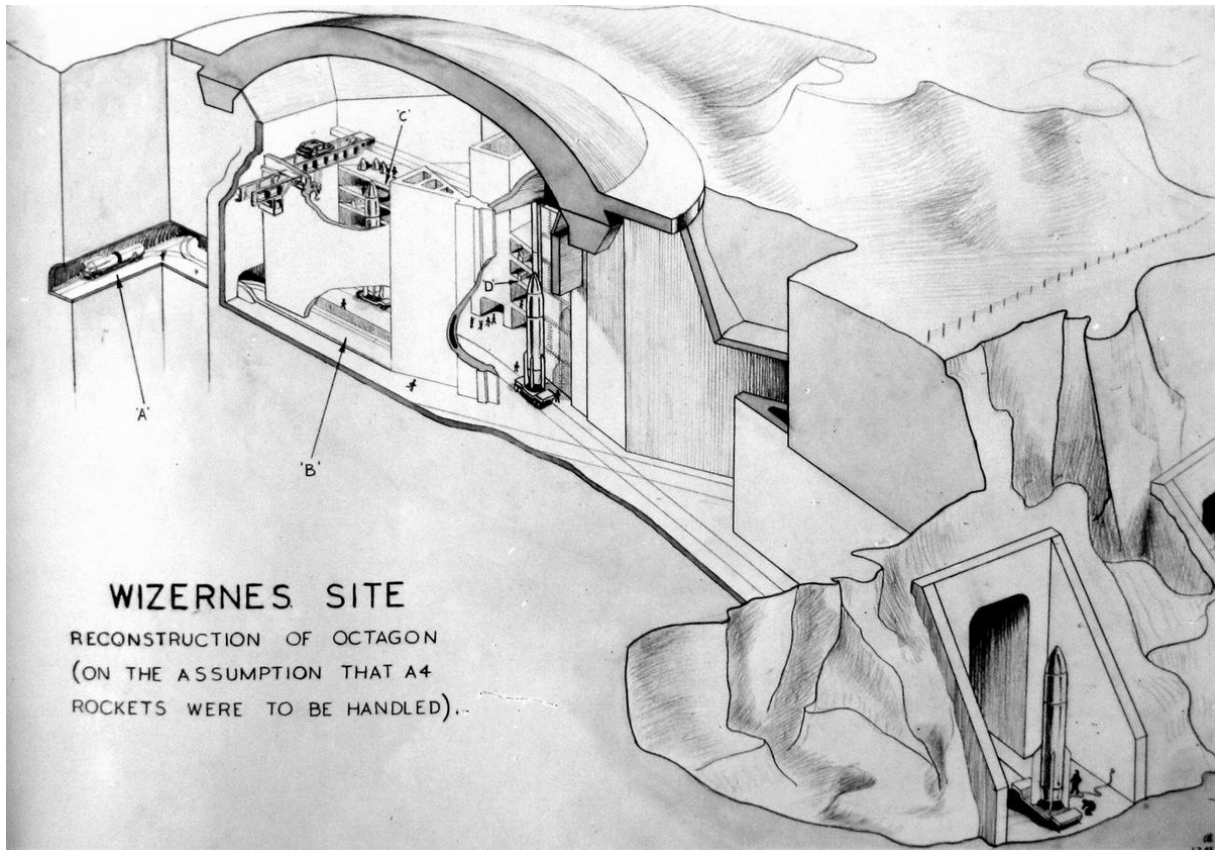 'C'
'D'
'A'
'B'
WIZERNES SITE
RECONSTRUCTION OF OCTAGON
(ON THE ASSUMPTION THAT A4
ROCKETS WERE TO BE HANDLED).